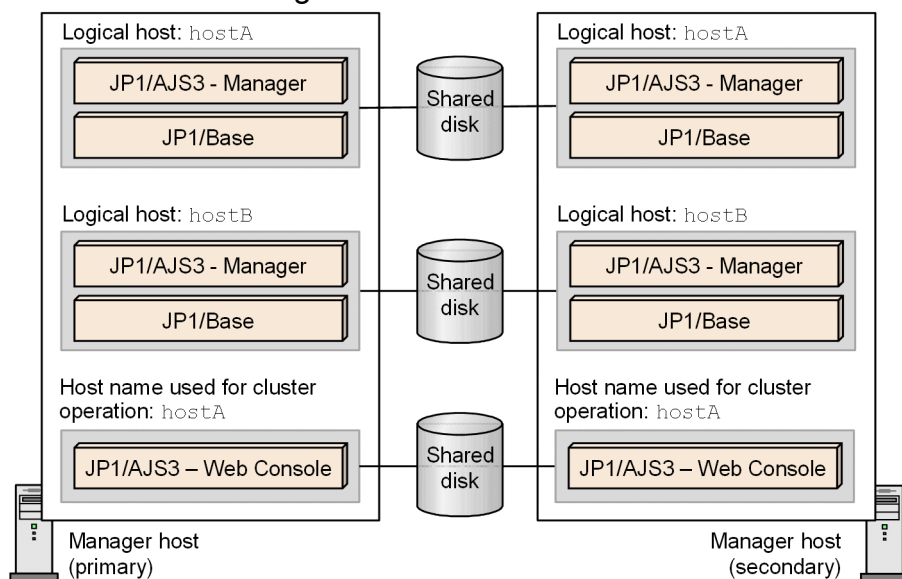 Logical host: hostA
JP1/AJS3 - Manager
JP1/Base
Shared
disk
Logical host: hostA
JP1/AJS3 - Manager
JP1/Base
Logical host: hostB
JP1/AJS3 - Manager
JP1/Base
Shared
disk
Logical host: hostB
JP1/AJS3 - Manager
JP1/Base
Host name used for cluster
operation: hostA
JP1/AJS3 – Web Console
Shared
disk
Host name used for cluster
operation: hostA
JP1/AJS3 – Web Console
Manager host
(primary)
Manager host
(secondary)